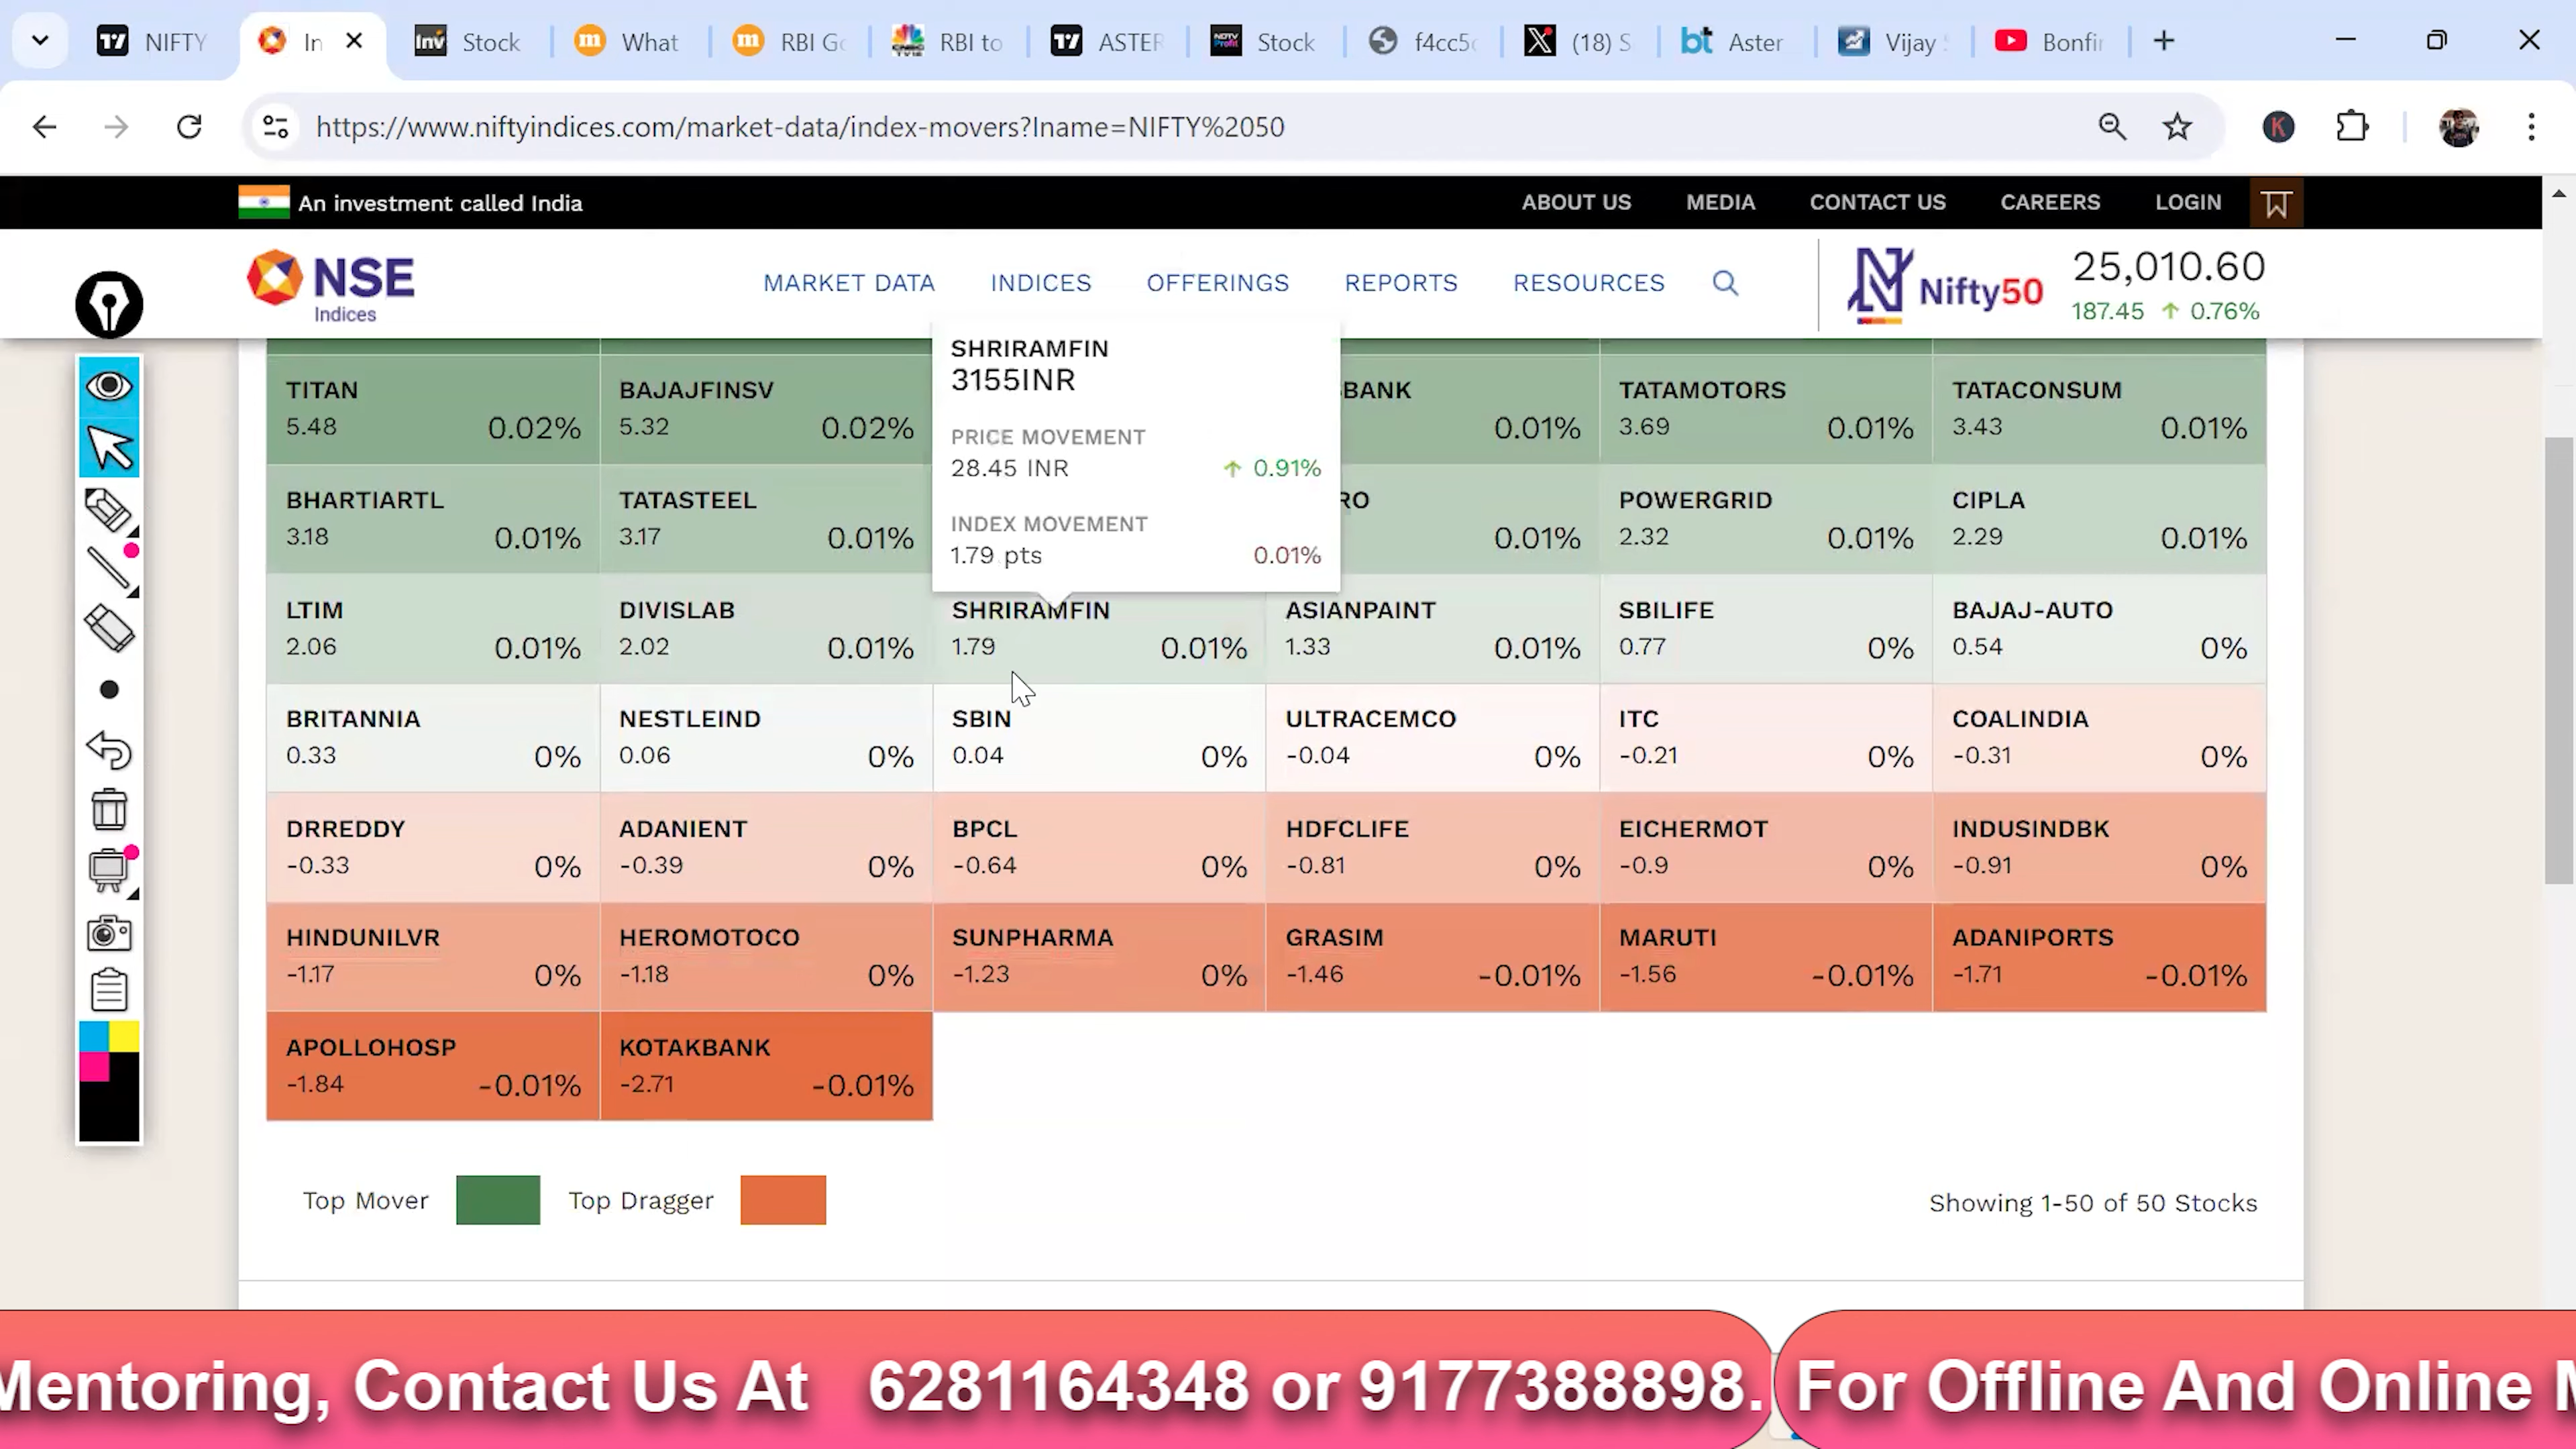 NIFTY
In
Stock
What
RBI Go
RBI to
ASTER
Stock
f4cc5c
(18) S
Aster
Vijay S
Bonfir
https://www.niftyindices.com/market-data/index-movers?Iname=NIFTY%2050
An investment called India
ABOUT US MEDIA CONTACT US CAREERS LOGIN
NSE
Indices
MARKET DATA INDICES OFFERINGS REPORTS RESOURCES
Nifty50
25,010.60
187.45 ↑ 0.76%
SHRIRAMFIN
3155INR
PRICE MOVEMENT
28.45 INR ↑ 0.91%
INDEX MOVEMENT
1.79 pts 0.01%
TITAN
5.48 0.02%
BAJAJFINSV
5.32 0.02%
BANK
0.01%
TATAMOTORS
3.69 0.01%
TATACONSUM
3.43 0.01%
BHARTIARTL
3.18 0.01%
TATASTEEL
3.17 0.01%
RO
0.01%
POWERGRID
2.32 0.01%
CIPLA
2.29 0.01%
LTIM
2.06 0.01%
DIVISLAB
2.02 0.01%
SHRIRAMFIN
1.79 0.01%
ASIANPAINT
1.33 0.01%
SBILIFE
0.77 0%
BAJAJ-AUTO
0.54 0%
BRITANNIA
0.33 0%
NESTLEIND
0.06 0%
SBIN
0.04 0%
ULTRACEMCO
-0.04 0%
ITC
-0.21 0%
COALINDIA
-0.31 0%
DRREDDY
-0.33 0%
ADANIENT
-0.39 0%
BPCL
-0.64 0%
HDFCLIFE
-0.81 0%
EICHERMOT
-0.9 0%
INDUSINDBK
-0.91 0%
HINDUNILVR
-1.17 0%
HEROMOTOCO
-1.18 0%
SUNPHARMA
-1.23 0%
GRASIM
-1.46 -0.01%
MARUTI
-1.56 -0.01%
ADANIPORTS
-1.71 -0.01%
APOLLOHOSP
-1.84 -0.01%
KOTAKBANK
-2.71 -0.01%
Top Mover
Top Dragger
Showing 1-50 of 50 Stocks
Mentoring, Contact Us At 6281164348 or 9177388898. For Offline And Online M